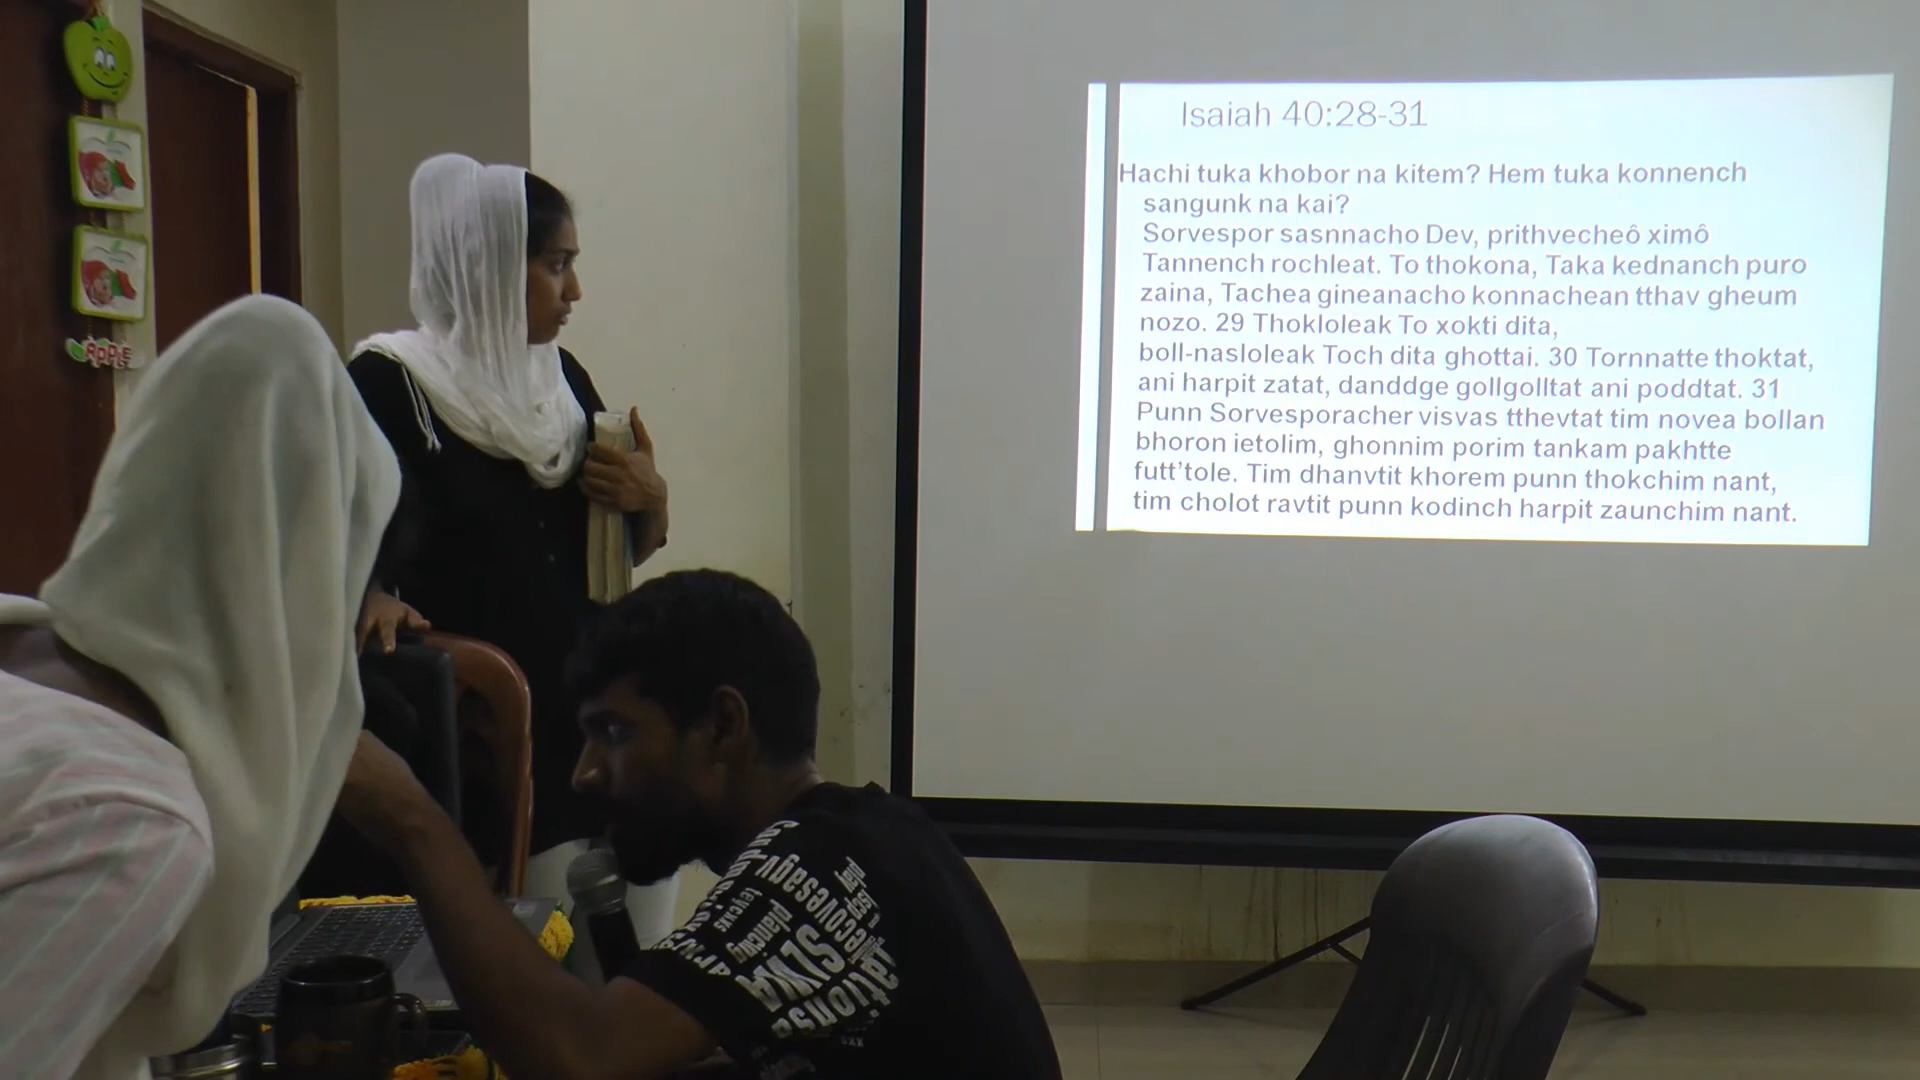 Isaiah 40:28-31
Hachi tuka khobor na kitem? Hem tuka konnench
sangunk na kai?
Sorvespor sasnnacho Dev, prithvecheô ximô
Tannench rochleat. To thokona, Taka kednanch puro
zaina, Tachea gineanacho konnachean tthav gheum
nozo. 29 Thokloleak To xokti dita,
boll-nasloleak Toch dita ghottai. 30 Tornnatte thoktat,
ani harpit zatat, danddge gollgolltat ani poddtat. 31
Punn Sorvesporacher visvas tthevtat tim novea bollan
bhoron ietolim, ghonnim porim tankam pakhtte
futt’tole. Tim dhanvtit khorem punn thokchim nant,
tim cholot ravtit punn kodinch harpit zaunchim nant.
APPLE
planning